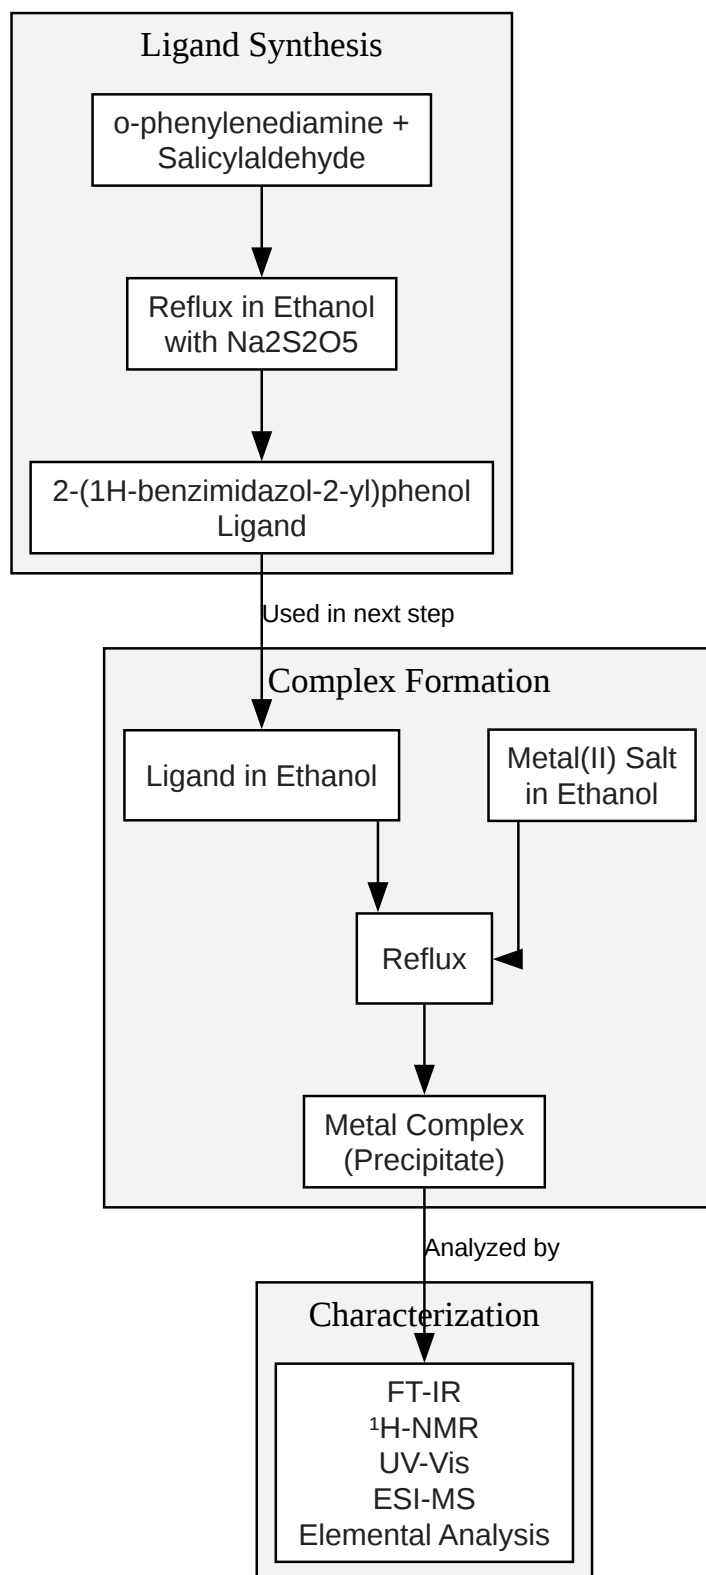 Ligand Synthesis
o-phenylenediamine +
Salicylaldehyde
Reflux in Ethanol
with Na2S2O5
2-(1H-benzimidazol-2-yl)phenol
Ligand
Used in next step
Complex Formation
Ligand in Ethanol
Metal(II) Salt
in Ethanol
Reflux
Metal Complex
(Precipitate)
Analyzed by
Characterization
FT-IR
¹H-NMR
UV-Vis
ESI-MS
Elemental Analysis